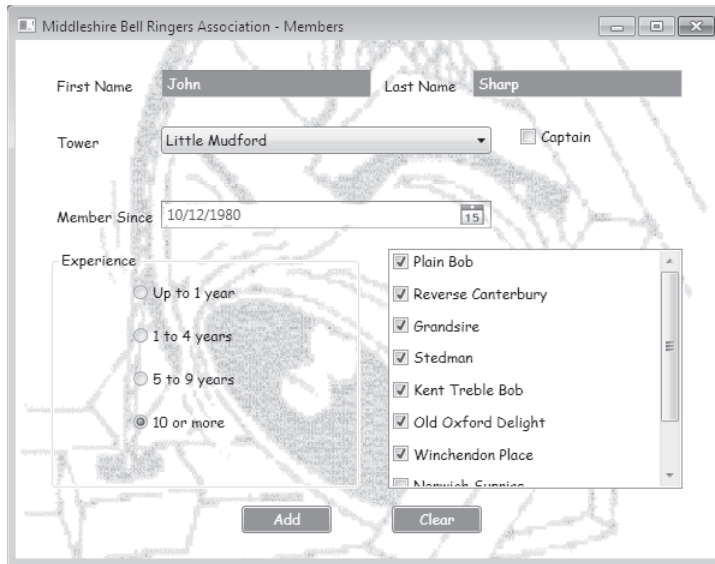 Middleshire Bell Ringers Association - Members
First Name John Last Name Sharp
Tower Little Mudford Captain
Member Since 10/12/1980 15
Experience
Up to 1 year
1 to 4 years
5 to 9 years
10 or more
Plain Bob
Reverse Canterbury
Grandsire
Stedman
Kent Treble Bob
Old Oxford Delight
Winchendon Place
Norwich Surprise
Add Clear